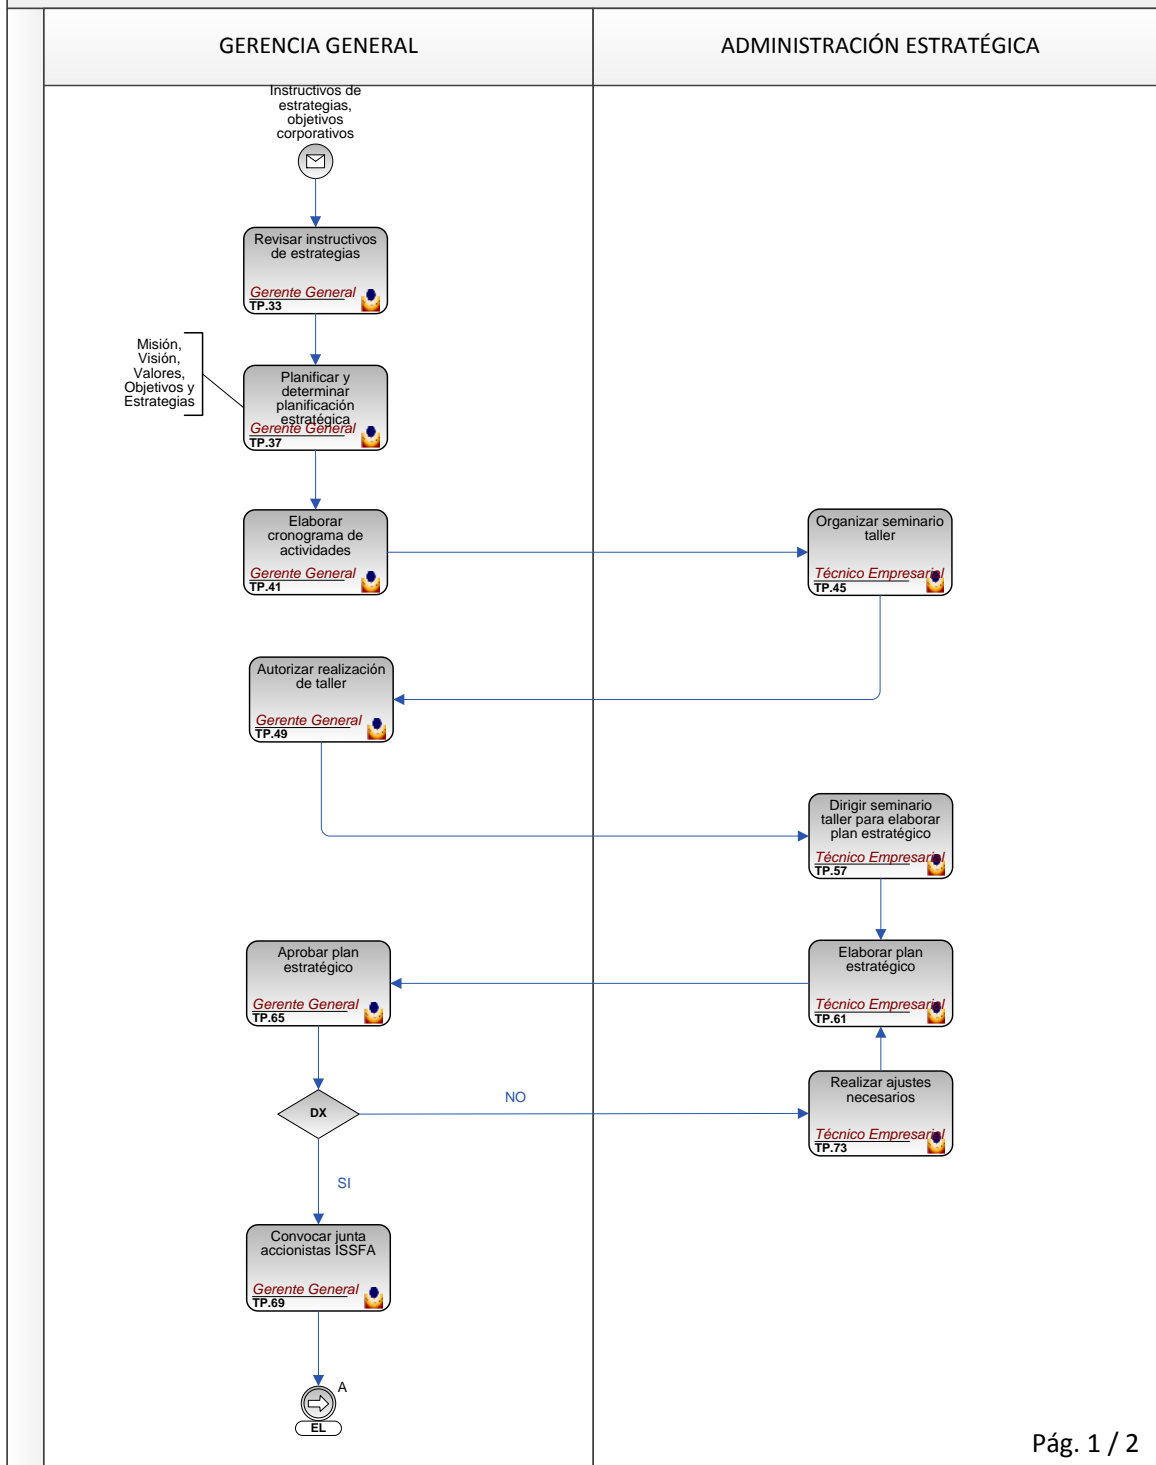 GERENCIA GENERAL
ADMINISTRACIÓN ESTRATÉGICA
Instructivos de
estrategias,
objetivos
corporativos
Revisar instructivos
de estrategias
Gerente General
TP.33
Misión,
Visión,
Valores,
Objetivos y
Estrategias
Planificar y
determinar
planificación
estratégica
Gerente General
TP.37
Elaborar
cronograma de
actividades
Gerente General
TP.41
Organizar seminario
taller
Técnico Empresarial
TP.45
Autorizar realización
de taller
Gerente General
TP.49
Dirigir seminario
taller para elaborar
plan estratégico
Técnico Empresarial
TP.57
Aprobar plan
estratégico
Gerente General
TP.65
Elaborar plan
estratégico
Técnico Empresarial
TP.61
DX
NO
Realizar ajustes
necesarios
Técnico Empresarial
TP.73
SI
Convocar junta
accionistas ISSFA
Gerente General
TP.69
A
EL
Pág. 1 / 2